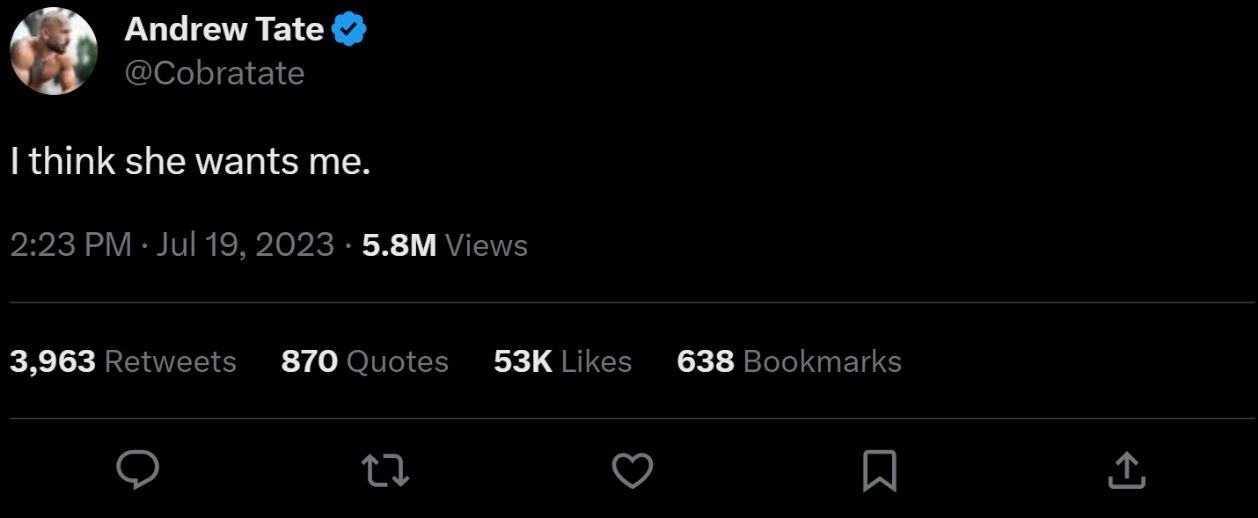 Andrew Tate
@Cobratate
I think she wants me.
2:23 PM · Jul 19, 2023 · 5.8M Views
3,963 Retweets 870 Quotes 53K Likes 638 Bookmarks